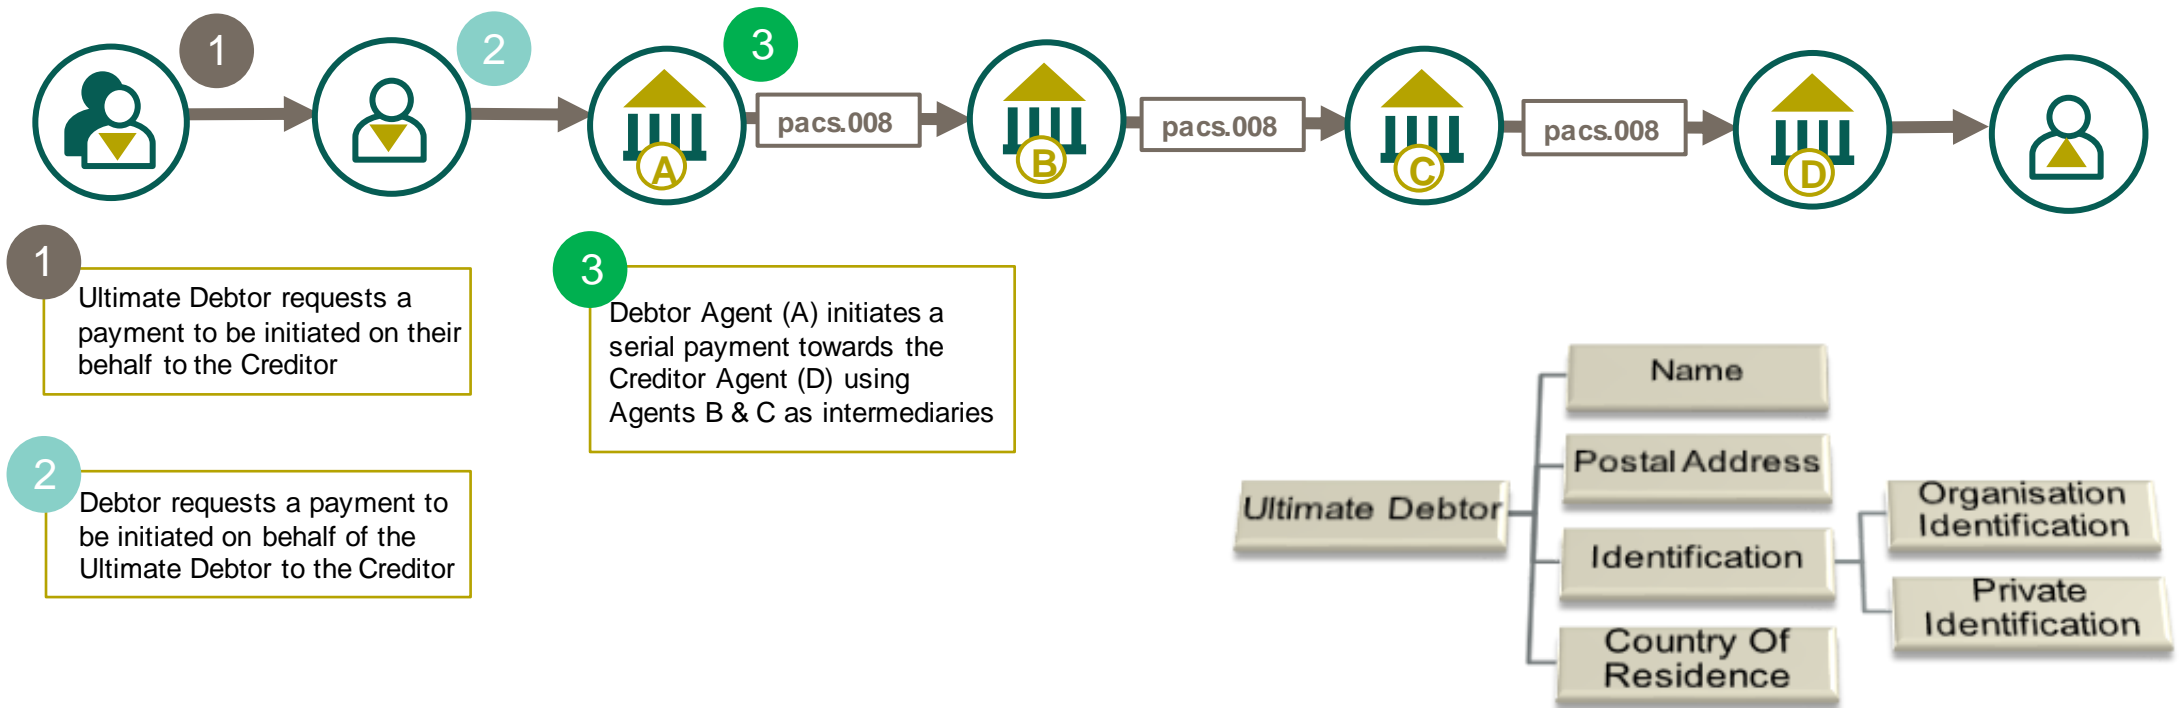 1
2
3
pacs.008
pacs.008
pacs.008
A
B
C
D
1
Ultimate Debtor requests a
payment to be initiated on their
behalf to the Creditor
2
Debtor requests a payment to
be initiated on behalf of the
Ultimate Debtor to the Creditor
3
Debtor Agent (A) initiates a
serial payment towards the
Creditor Agent (D) using
Agents B & C as intermediaries
Ultimate Debtor
Name
Postal Address
Identification
Country Of
Residence
Organisation
Identification
Private
Identification